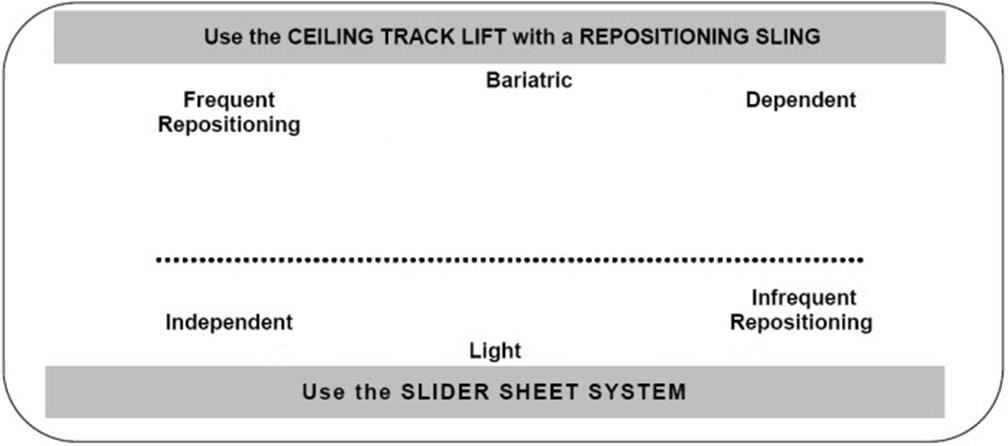 Use the CEILING TRACK LIFT with a REPOSITIONING SLING
Bariatric
Frequent
Repositioning
Dependent
Independent
Infrequent
Repositioning
Light
Use the SLIDER SHEET SYSTEM